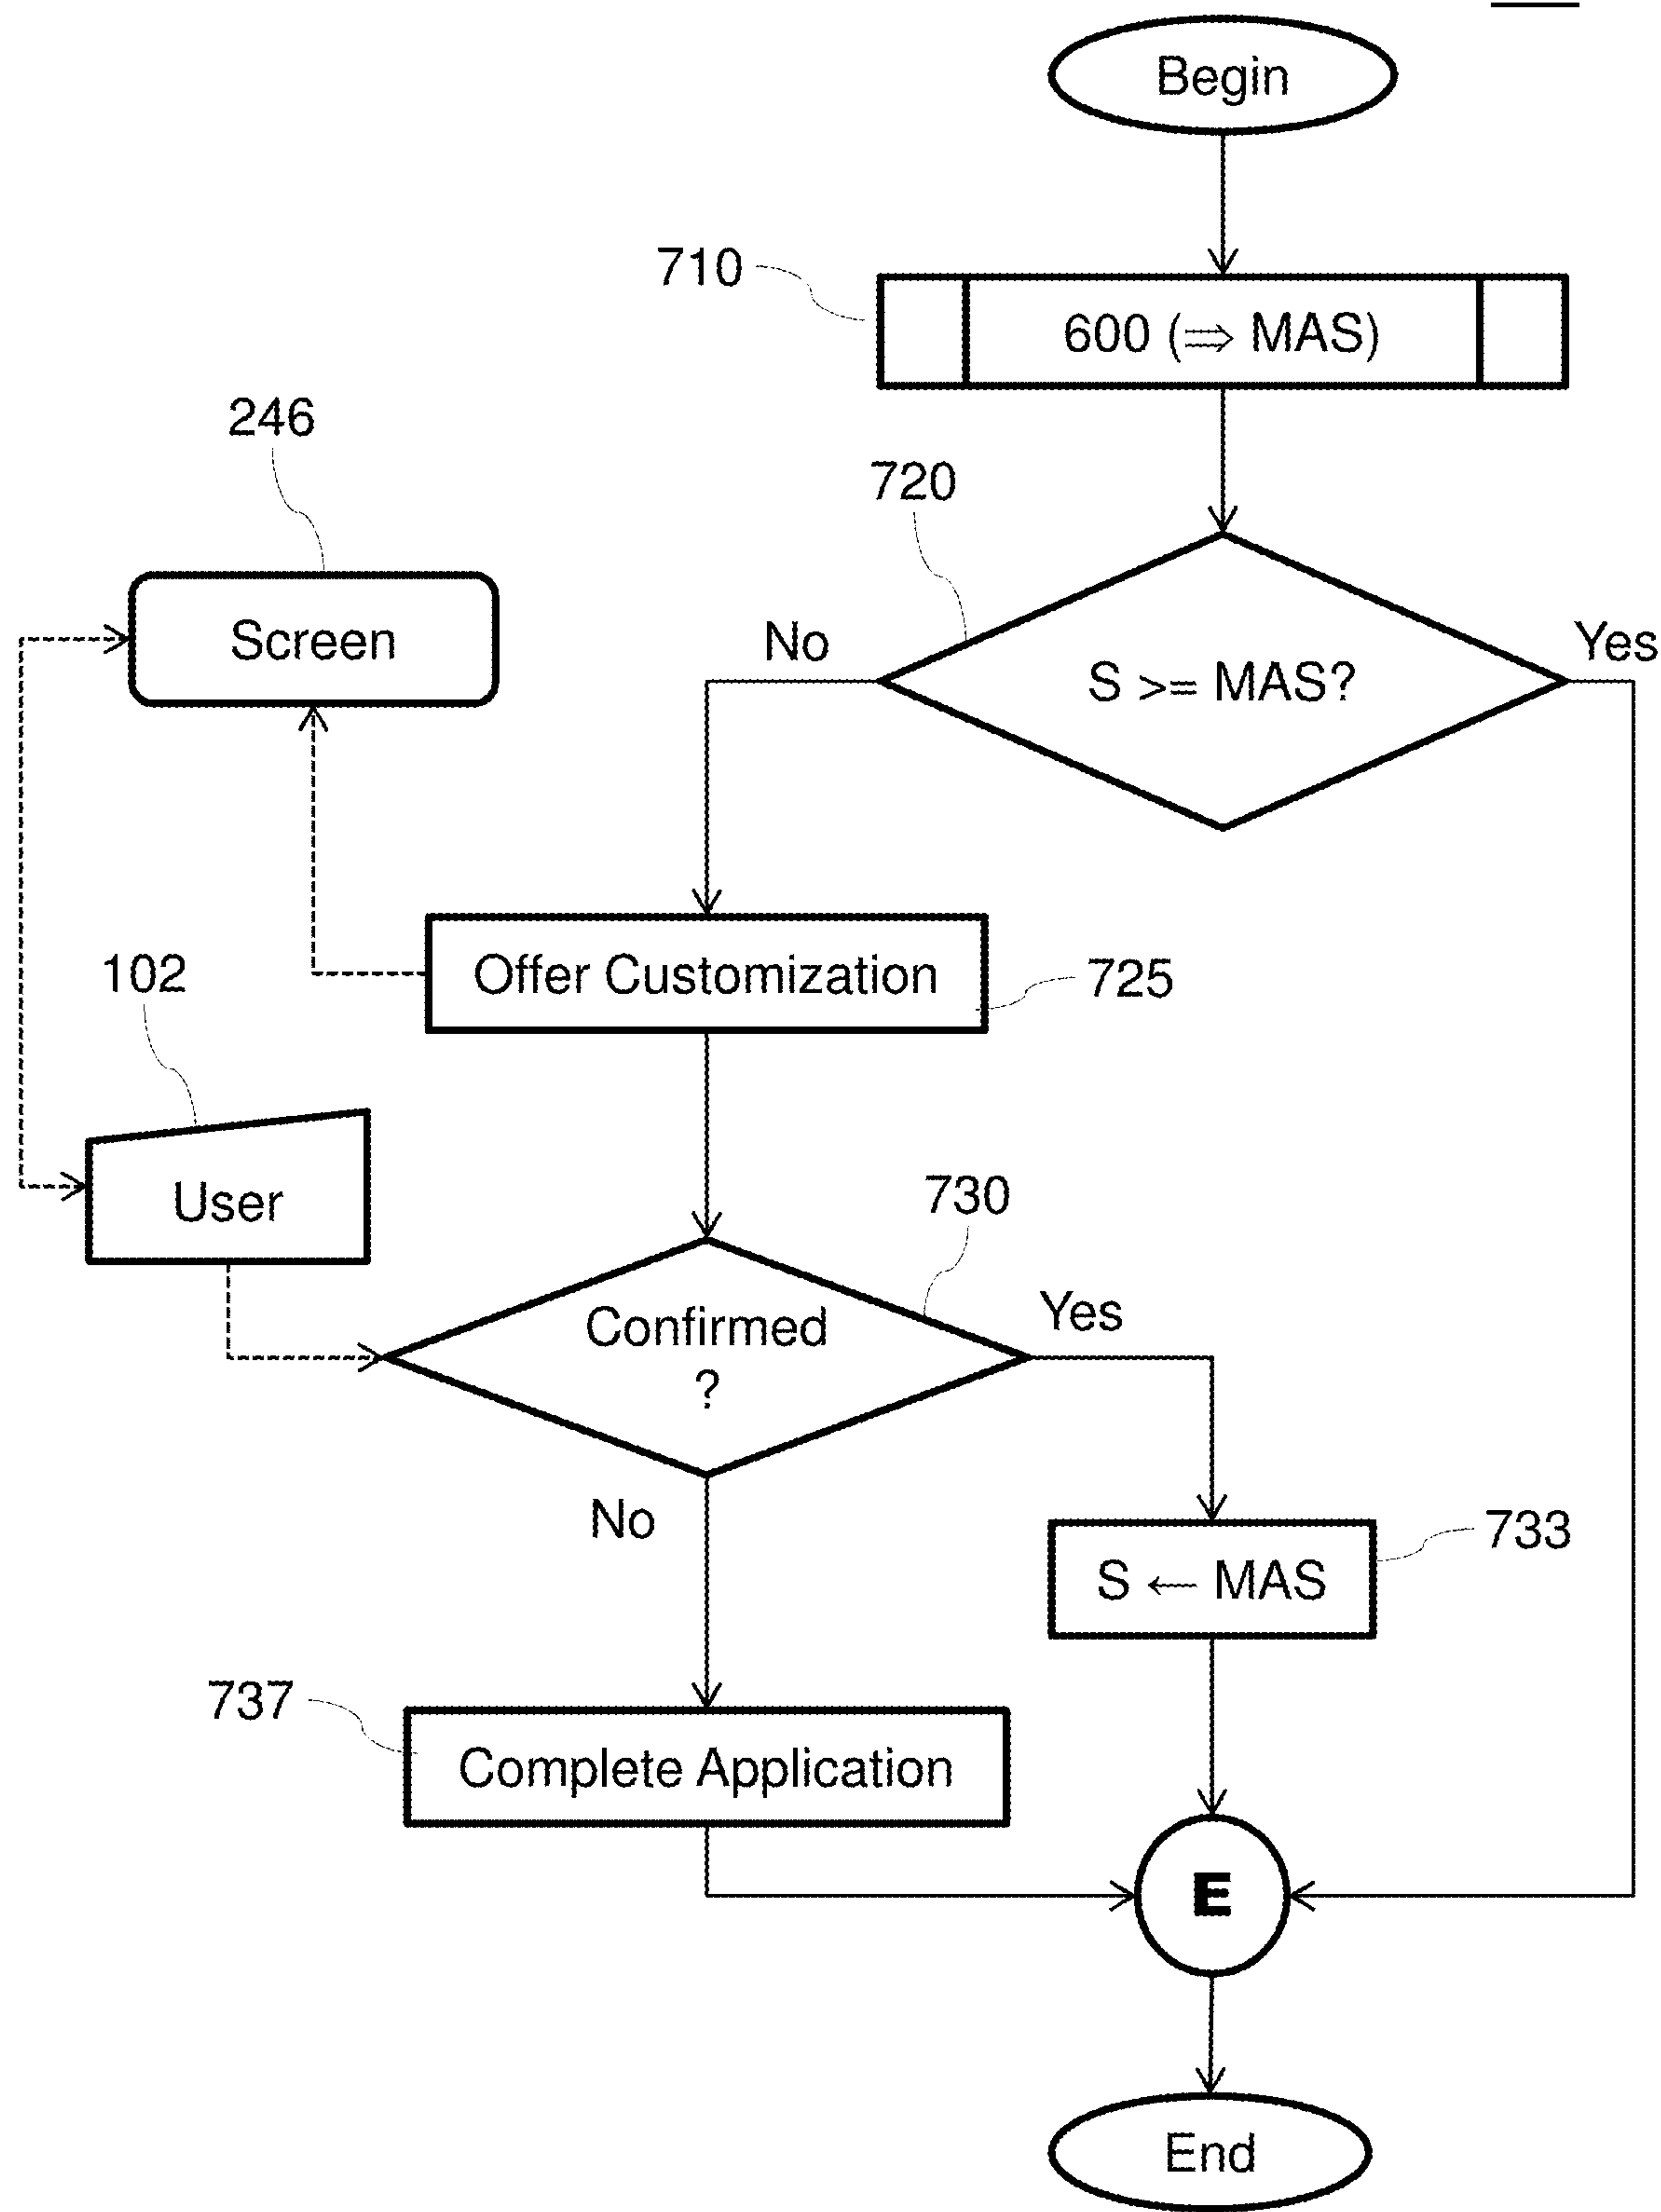 Begin
710
600 (⇒ MAS)
246
720
Screen
No
Yes
S >= MAS?
102
Offer Customization
725
User
730
Confirmed
?
Yes
No
733
S ← MAS
737
Complete Application
E
End